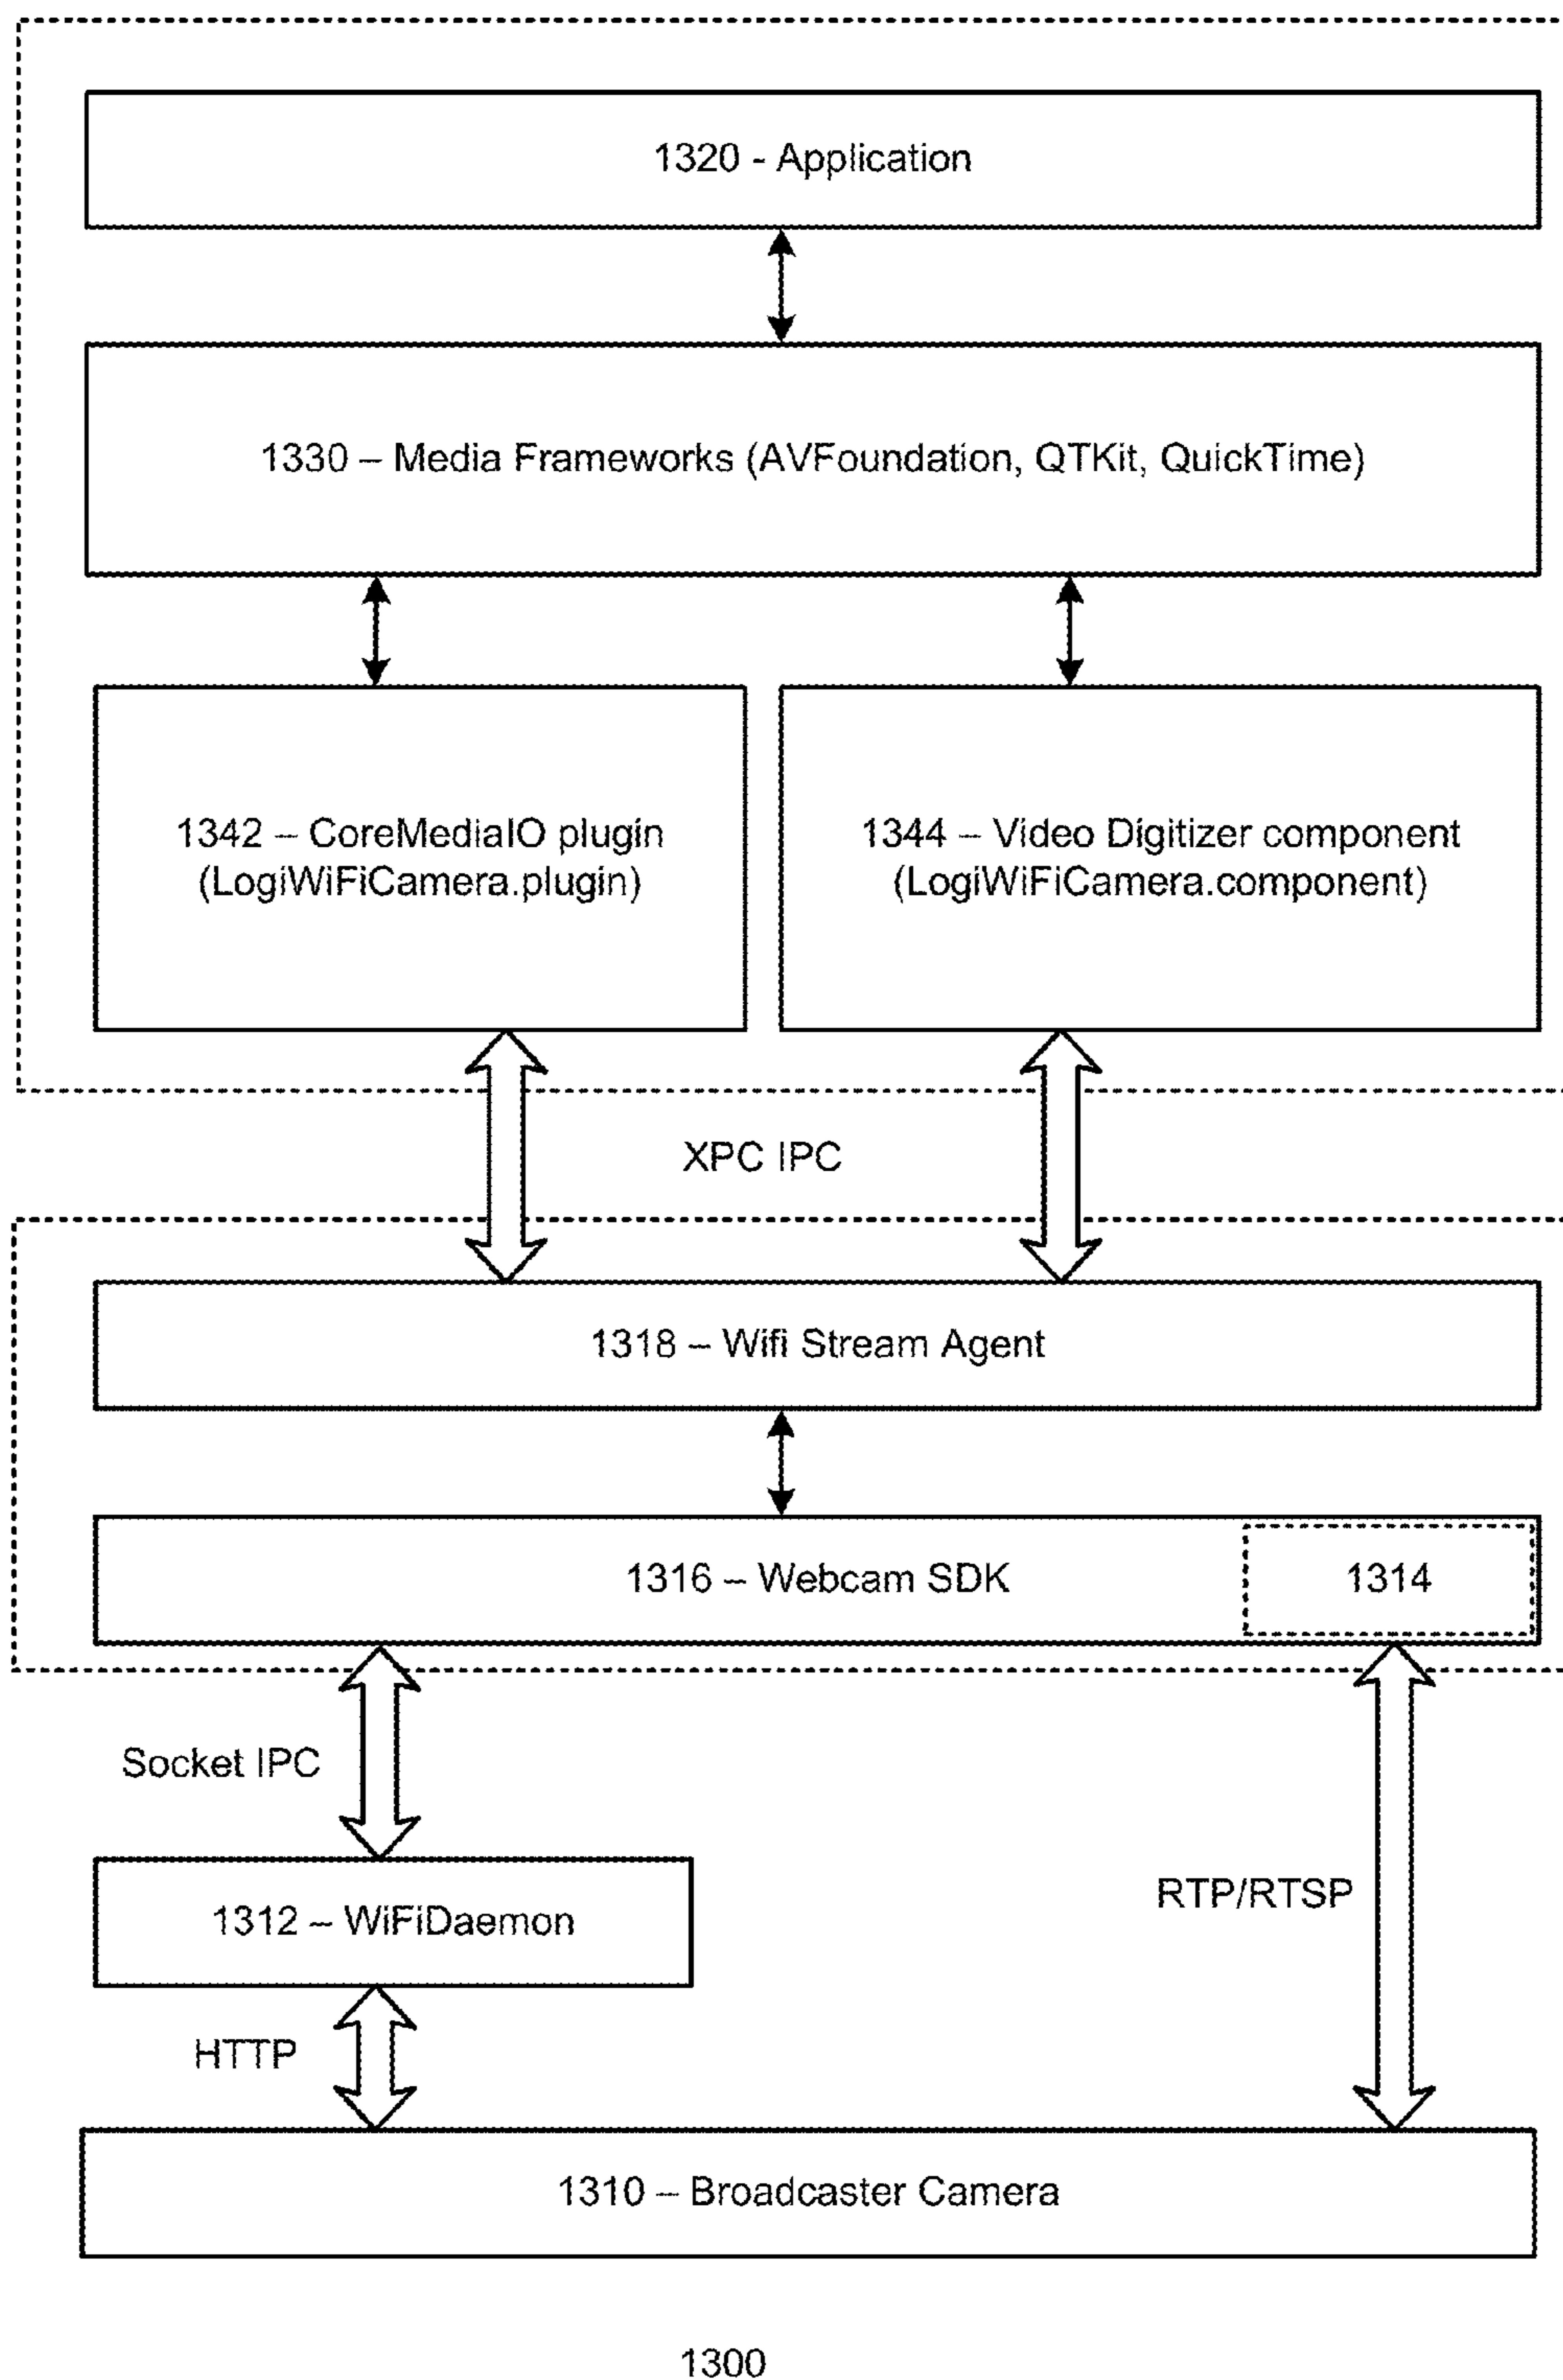 1320 - Application
1330 – Media Frameworks (AVFoundation, QTKit, QuickTime)
1342 – CoreMediaIO plugin
(LogiWiFiCamera.plugin)
1344 – Video Digitizer component
(LogiWiFiCamera.component)
XPC IPC
1318 – Wifi Stream Agent
1316 – Webcam SDK
1314
Socket IPC
1312 – WiFiDaemon
RTP/RTSP
HTTP
1310 – Broadcaster Camera
1300